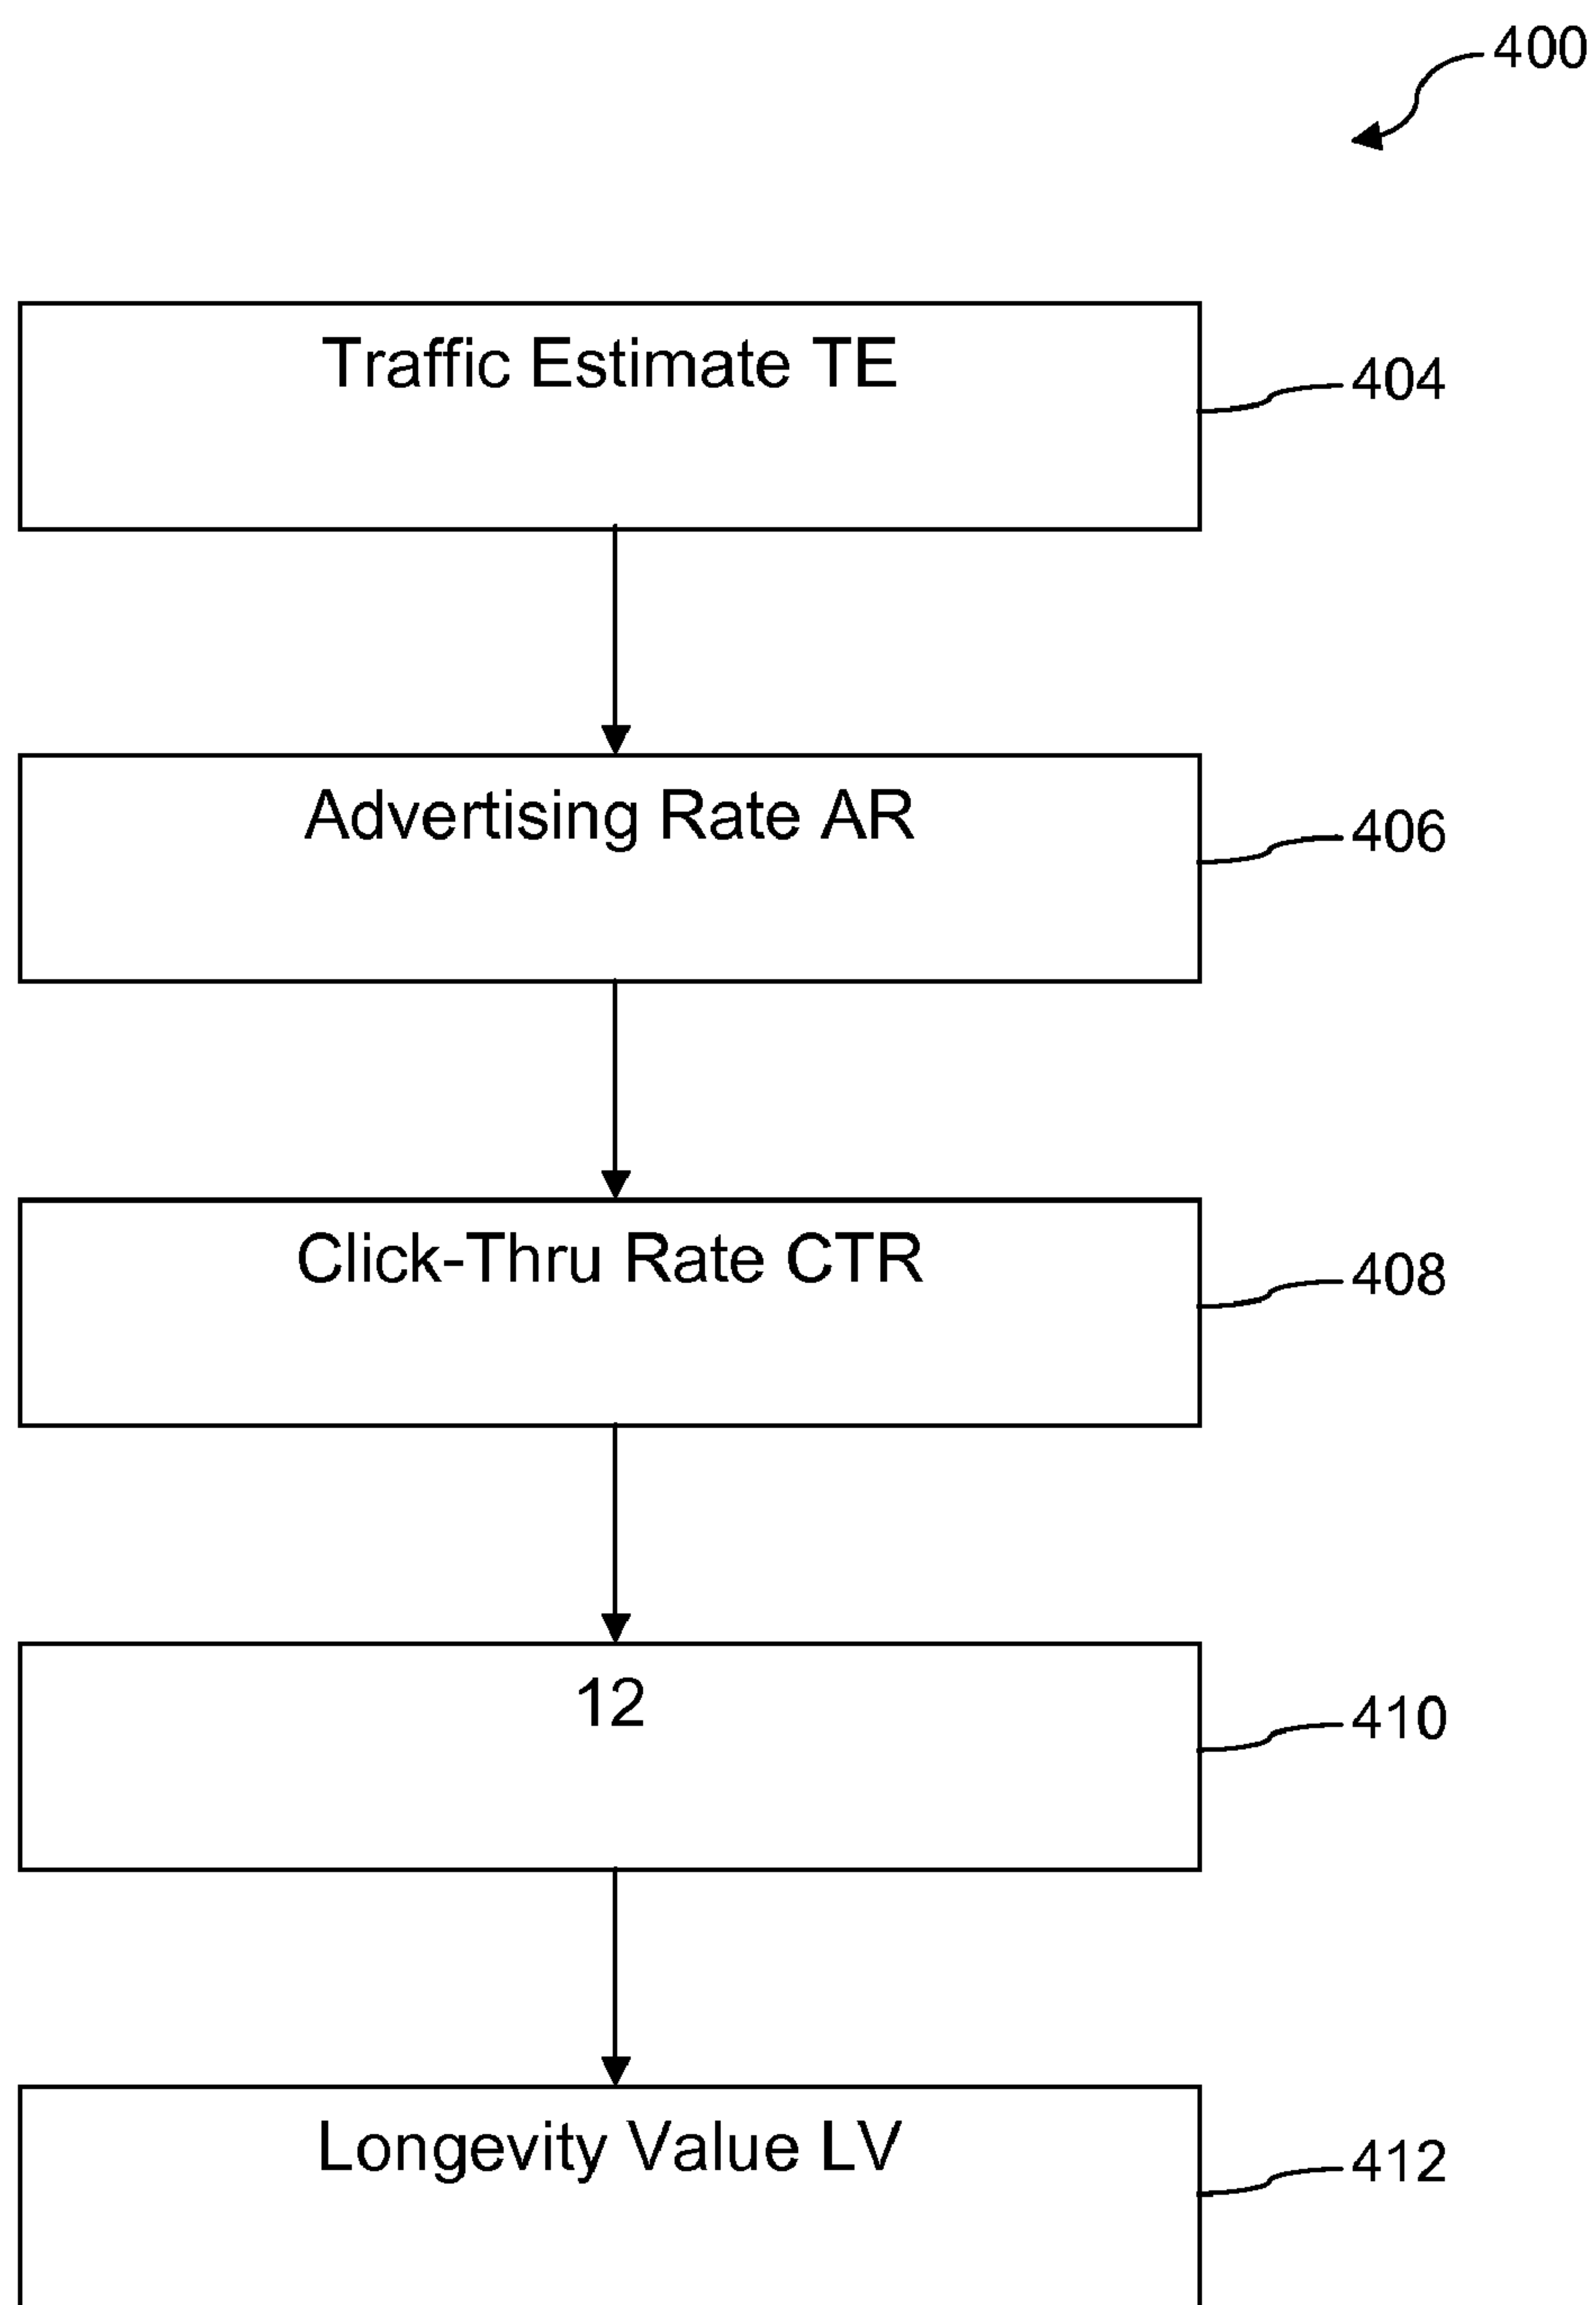 400
Traffic Estimate TE
404
Advertising Rate AR
406
Click-Thru Rate CTR
408
12
410
Longevity Value LV
412